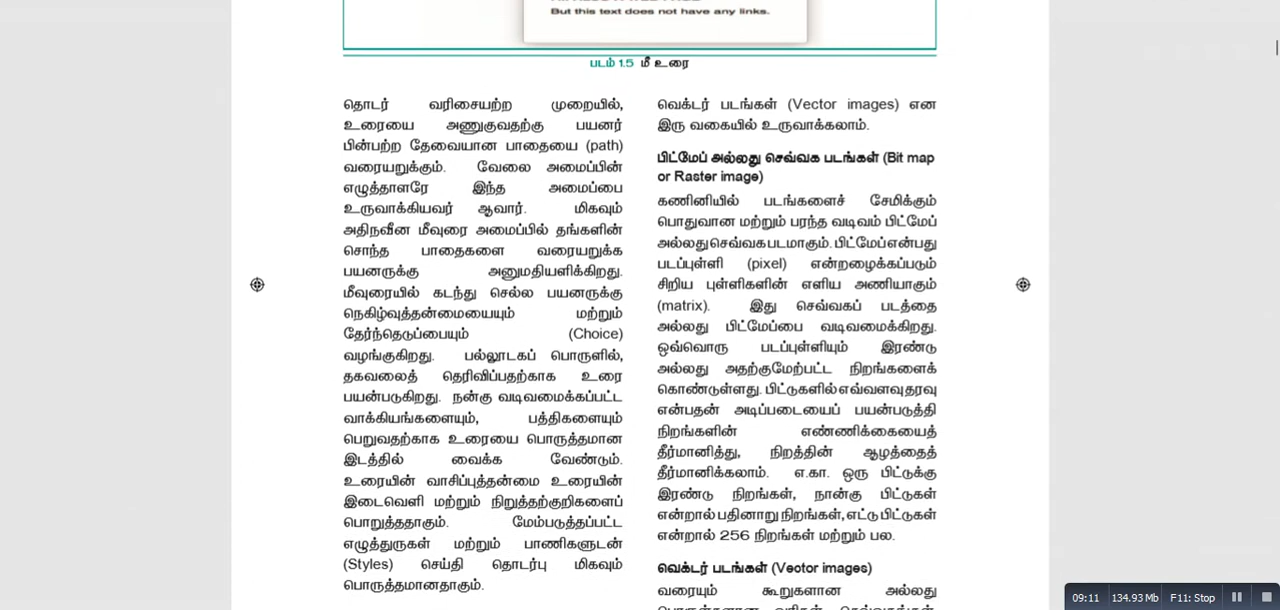 But this text does not have any links.
படம் 1.5 மீ உரை
தொடர் வரிசையற்ற முறையில்,
உரையை அணுகுவதற்கு பயனர்
பின்பற்ற தேவையான பாதையை (path)
வரையறுக்கும். வேலை அமைப்பின்
எழுத்தாளரே இந்த அமைப்பை
உருவாக்கியவர் ஆவார். மிகவும்
அதிநவீன மீவுரை அமைப்பில் தங்களின்
சொந்த பாதைகளை வரையறுக்க
பயனருக்கு அனுமதியளிக்கிறது.
மீவுரையில் கடந்து செல்ல பயனருக்கு
நெகிழ்வுத்தன்மையையும் மற்றும்
தேர்ந்தெடுப்பையும் (Choice)
வழங்குகிறது. பல்லூடகப் பொருளில்,
தகவலைத் தெரிவிப்பதற்காக உரை
பயன்படுகிறது. நன்கு வடிவமைக்கப்பட்ட
வாக்கியங்களையும், பத்திகளையும்
பெறுவதற்காக உரையை பொருத்தமான
இடத்தில் வைக்க வேண்டும்.
உரையின் வாசிப்புத்தன்மை உரையின்
இடைவெளி மற்றும் நிறுத்தற்குறிகளைப்
பொறுத்ததாகும். மேம்படுத்தப்பட்ட
எழுத்துருகள் மற்றும் பாணிகளுடன்
(Styles) செய்தி தொடர்பு மிகவும்
பொருத்தமானதாகும்.
வெக்டர் படங்கள் (Vector images) என
இரு வகையில் உருவாக்கலாம்.
பிட்மேப் அல்லது செவ்வக படங்கள் (Bit map
or Raster image)
கணினியில் படங்களைச் சேமிக்கும்
பொதுவான மற்றும் பரந்த வடிவம் பிட்மேப்
அல்லது செவ்வக படமாகும். பிட்மேப் என்பது
படப்புள்ளி (pixel) என்றழைக்கப்படும்
சிறிய புள்ளிகளின் எளிய அணியாகும்
(matrix). இது செவ்வகப் படத்தை
அல்லது பிட்மேப்பை வடிவமைக்கிறது.
ஒவ்வொரு படப்புள்ளியும் இரண்டு
அல்லது அதற்குமேற்பட்ட நிறங்களைக்
கொண்டுள்ளது. பிட்டுகளில் எவ்வளவு தரவு
என்பதன் அடிப்படையைப் பயன்படுத்தி
நிறங்களின் எண்ணிக்கையைத்
தீர்மானித்து, நிறத்தின் ஆழத்தைத்
தீர்மானிக்கலாம். எ.கா. ஒரு பிட்டுக்கு
இரண்டு நிறங்கள், நான்கு பிட்டுகள்
என்றால் பதினாறு நிறங்கள், எட்டு பிட்டுகள்
என்றால் 256 நிறங்கள் மற்றும் பல.
வெக்டர் படங்கள் (Vector images)
வரையும் கூறுகளான அல்லது
09:11 134.93 Mb F11: Stop